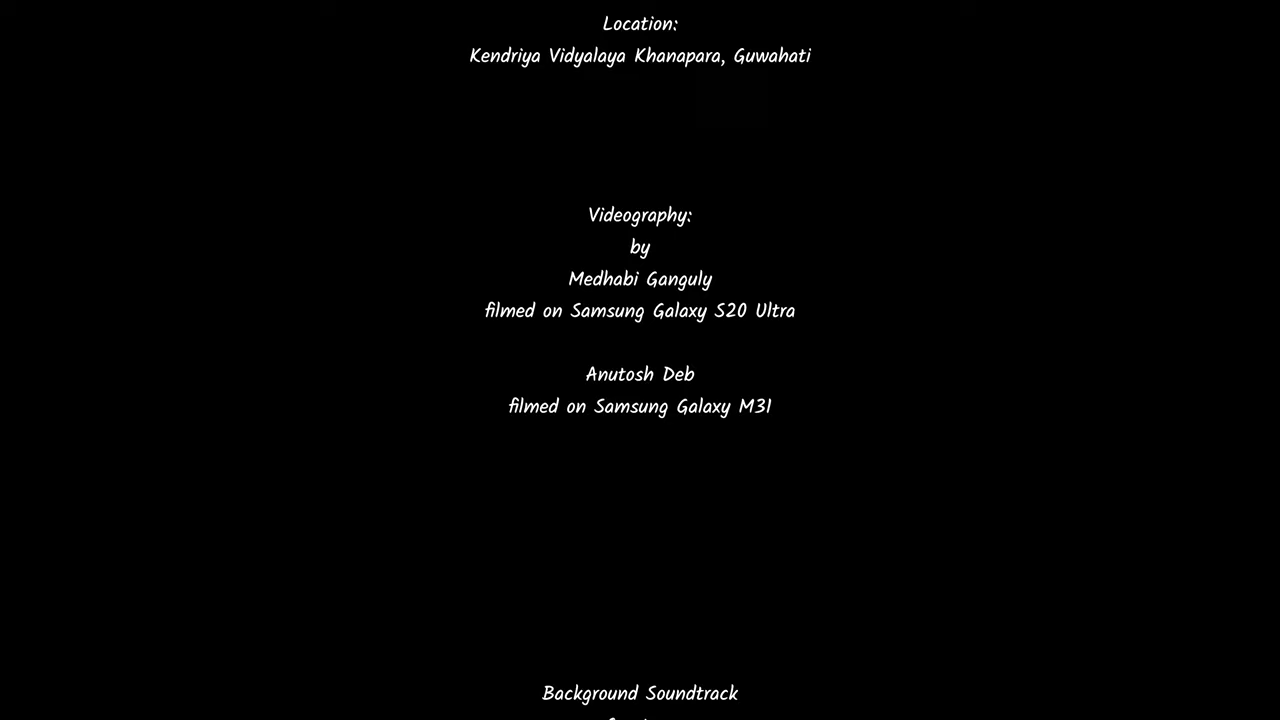 Location:
Kendriya Vidyalaya Khanapara, Guwahati
Videography:
by
Medhabi Ganguly
filmed on Samsung Galaxy S20 Ultra
Anutosh Deb
filmed on Samsung Galaxy M31
Background Soundtrack